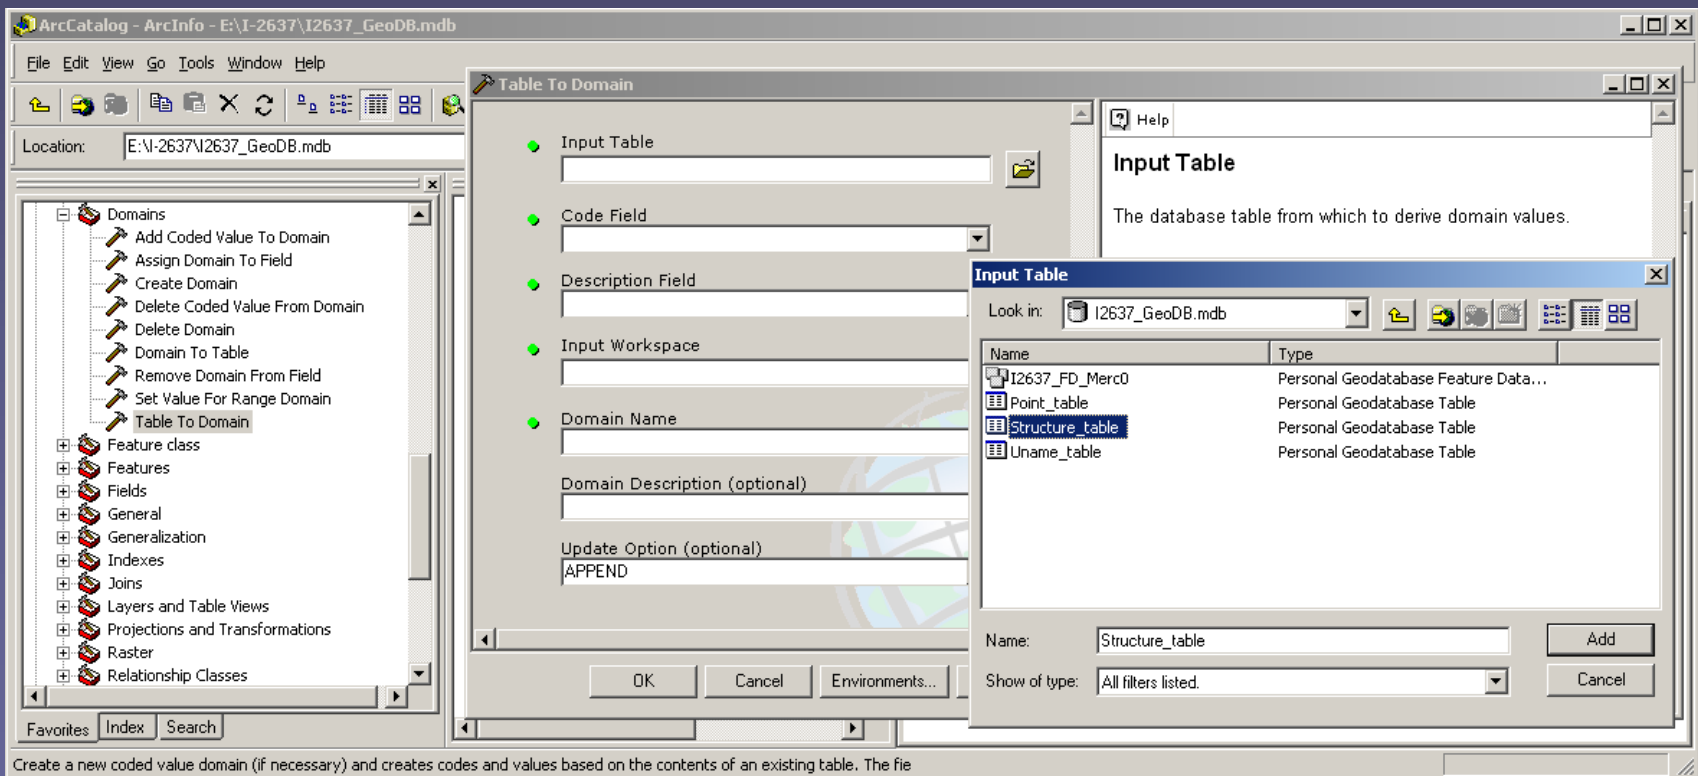 ArcCatalog - ArcInfo - E:\I-2637\I2637_GeoDB.mdb
File Edit View Go Tools Window Help
Location: E:\I-2637\I2637_GeoDB.mdb
Domains
Add Coded Value To Domain
Assign Domain To Field
Create Domain
Delete Coded Value From Domain
Delete Domain
Domain To Table
Remove Domain From Field
Set Value For Range Domain
Table To Domain
Feature class
Features
Fields
General
Generalization
Indexes
Joins
Layers and Table Views
Projections and Transformations
Raster
Relationship Classes
Favorites Index Search
Table To Domain
Input Table
Code Field
Description Field
Input Workspace
Domain Name
Domain Description (optional)
Update Option (optional)
APPEND
OK Cancel Environments...
Help
Input Table
The database table from which to derive domain values.
Input Table
Look in: I2637_GeoDB.mdb
Name Type
I2637_FD_Merc0 Personal Geodatabase Feature Data...
Point_table Personal Geodatabase Table
Structure_table Personal Geodatabase Table
Uname_table Personal Geodatabase Table
Name: Structure_table Add
Show of type: All filters listed. Cancel
Create a new coded value domain (if necessary) and creates codes and values based on the contents of an existing table. The fie